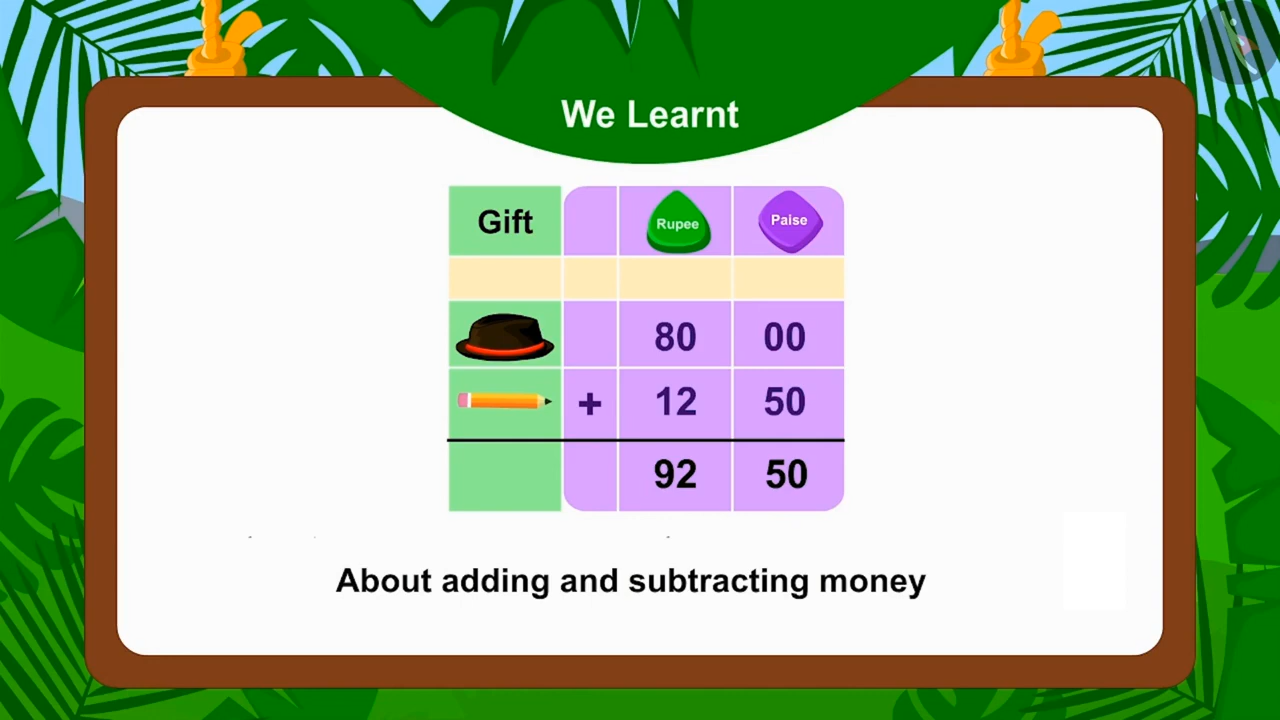 We Learnt
Gift Rupee Paise
80 00
+ 12 50
92 50
About adding and subtracting money